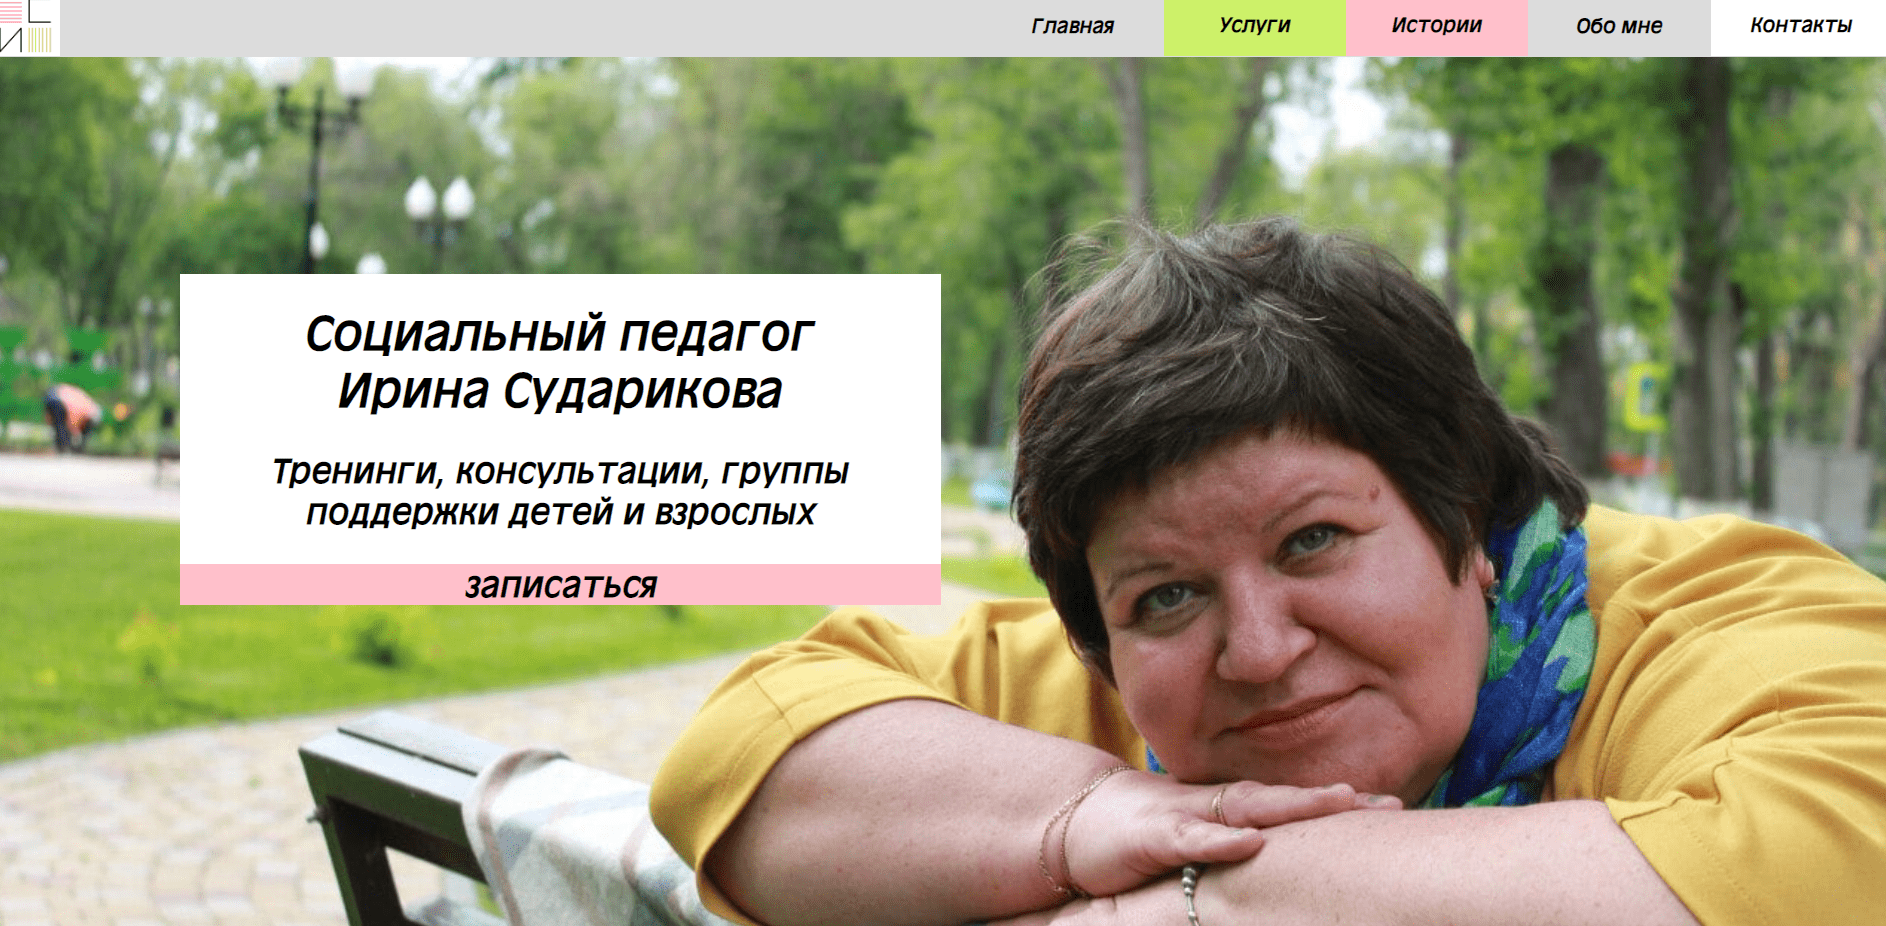 Главная
Услуги
Истории
Обо мне
Контакты
Социальный педагог
Ирина Сударикова
Тренинги, консультации, группы
поддержки детей и взрослых
записаться